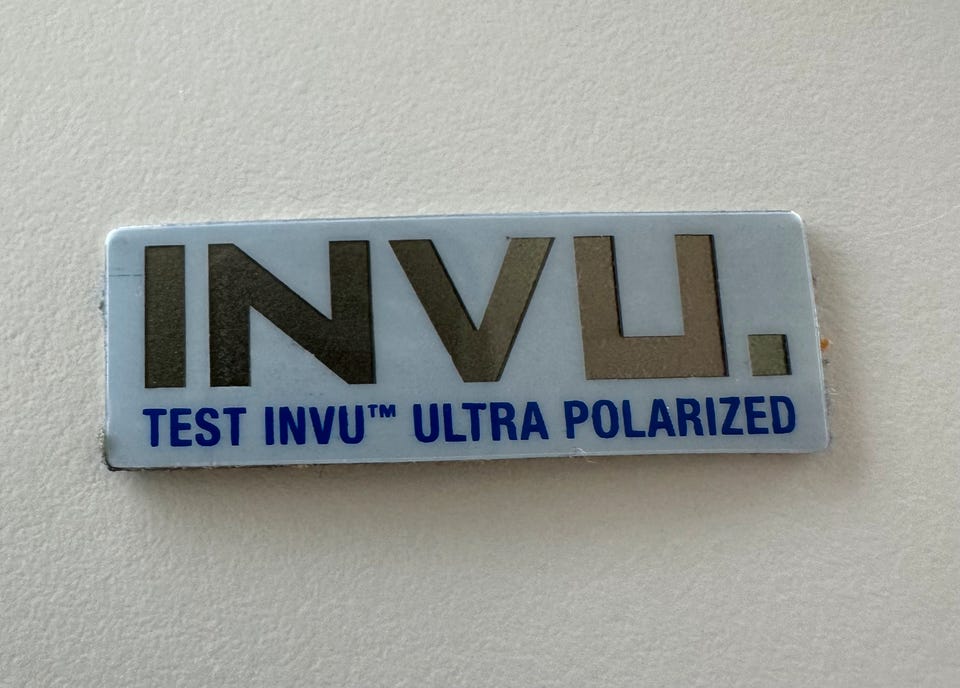 INVU.
TEST INVU™ ULTRA POLARIZED